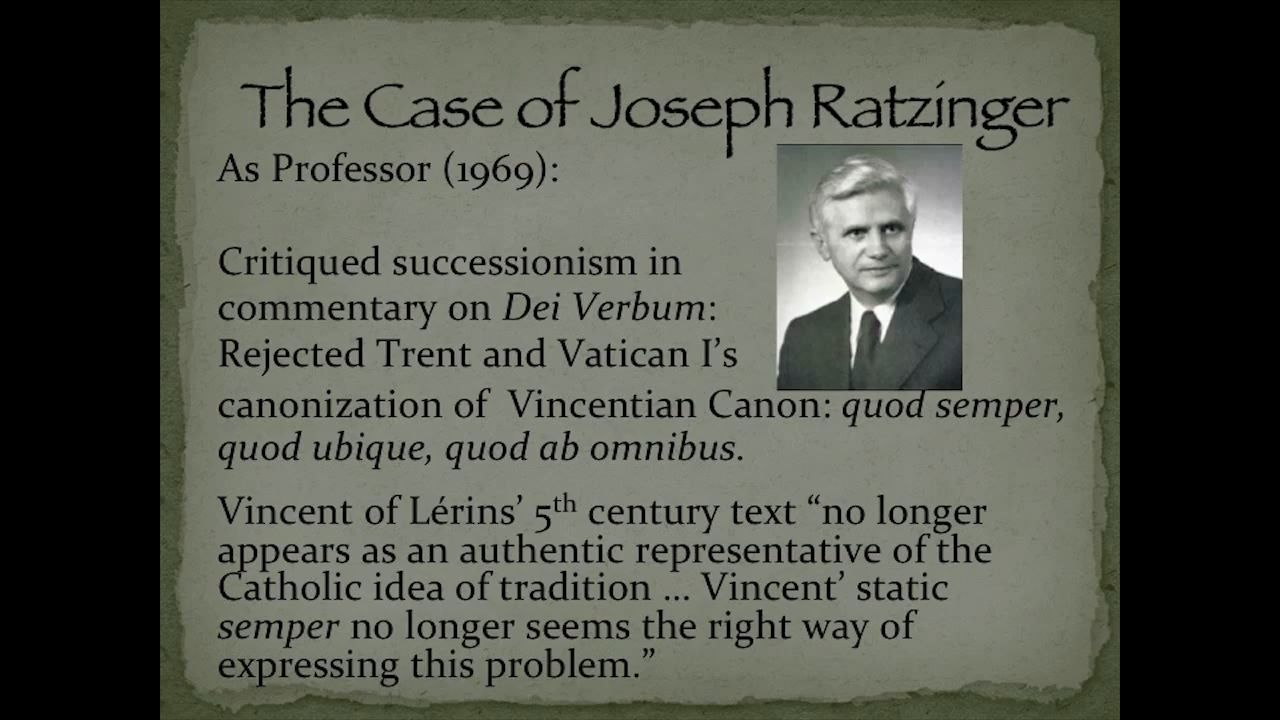 The Case of Joseph Ratzinger
As Professor (1969):
Critiqued successionism in
commentary on Dei Verbum:
Rejected Trent and Vatican I’s
canonization of Vincentian Canon: quod semper,
quod ubique, quod ab omnibus.
Vincent of Lérins’ 5th century text “no longer
appears as an authentic representative of the
Catholic idea of tradition ... Vincent’ static
semper no longer seems the right way of
expressing this problem.”